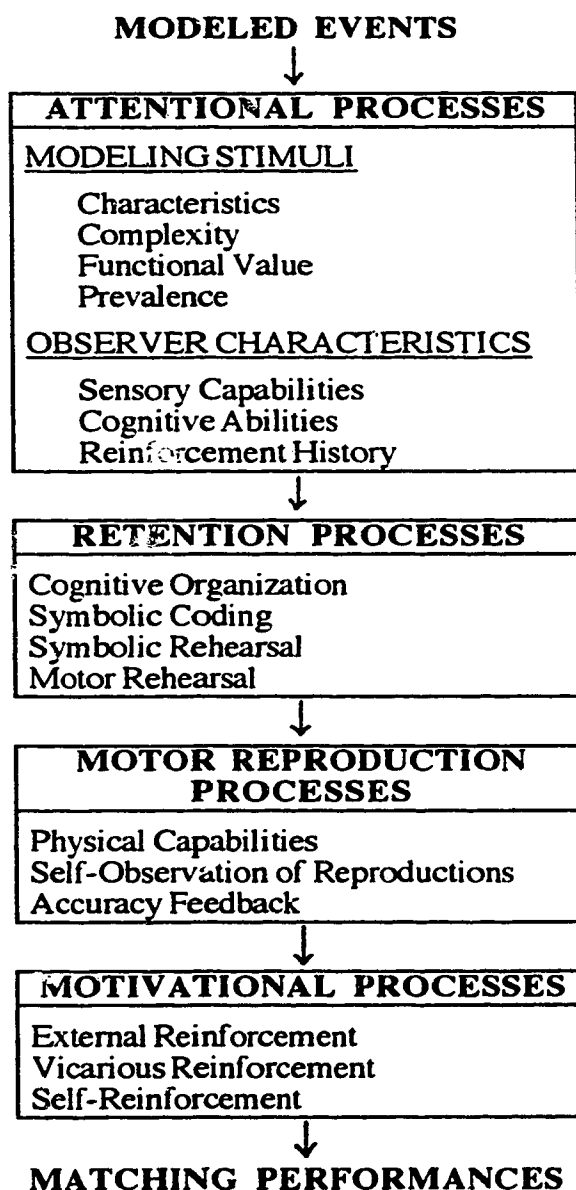 MODELED EVENTS
ATTENTIONAL PROCESSES
MODELING STIMULI
Characteristics
Complexity
Functional Value
Prevalence
OBSERVER CHARACTERISTICS
Sensory Capabilities
Cognitive Abilities
Reinforcement History
RETENTION PROCESSES
Cognitive Organization
Symbolic Coding
Symbolic Rehearsal
Motor Rehearsal
MOTOR REPRODUCTION
PROCESSES
Physical Capabilities
Self-Observation of Reproductions
Accuracy Feedback
MOTIVATIONAL PROCESSES
External Reinforcement
Vicarious Reinforcement
Self-Reinforcement
MATCHING PERFORMANCES